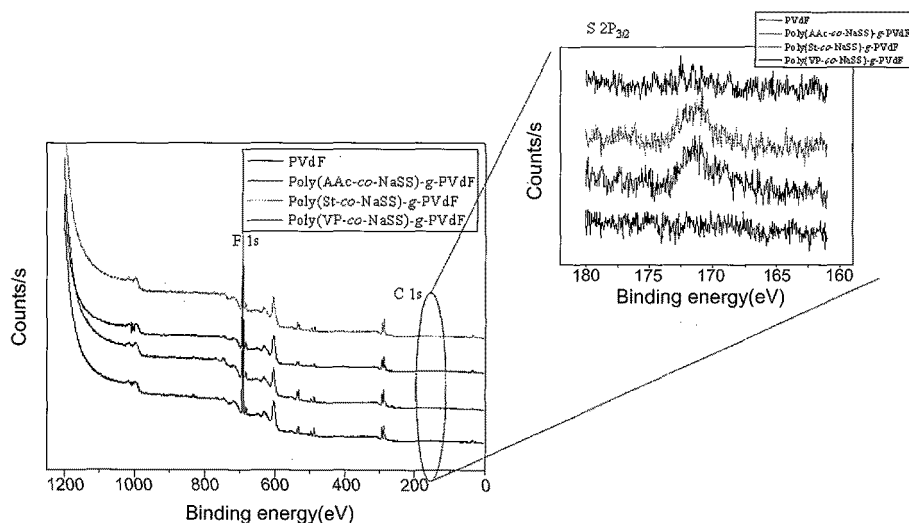 S 2P3/2
PVdF
Poly(AAc-co-NaSS)-g-PVdF
Poly(St-co-NaSS)-g-PVdF
Poly(VP-co-NaSS)-g-PVdF
Counts/s
180 175 170 165 160
Binding energy(eV)
PVdF
Poly(AAc-co-NaSS)-g-PVdF
Poly(St-co-NaSS)-g-PVdF
Poly(VP-co-NaSS)-g-PVdF
F 1s
C 1s
Counts/s
1200 1000 800 600 400 200 0
Binding energy(eV)